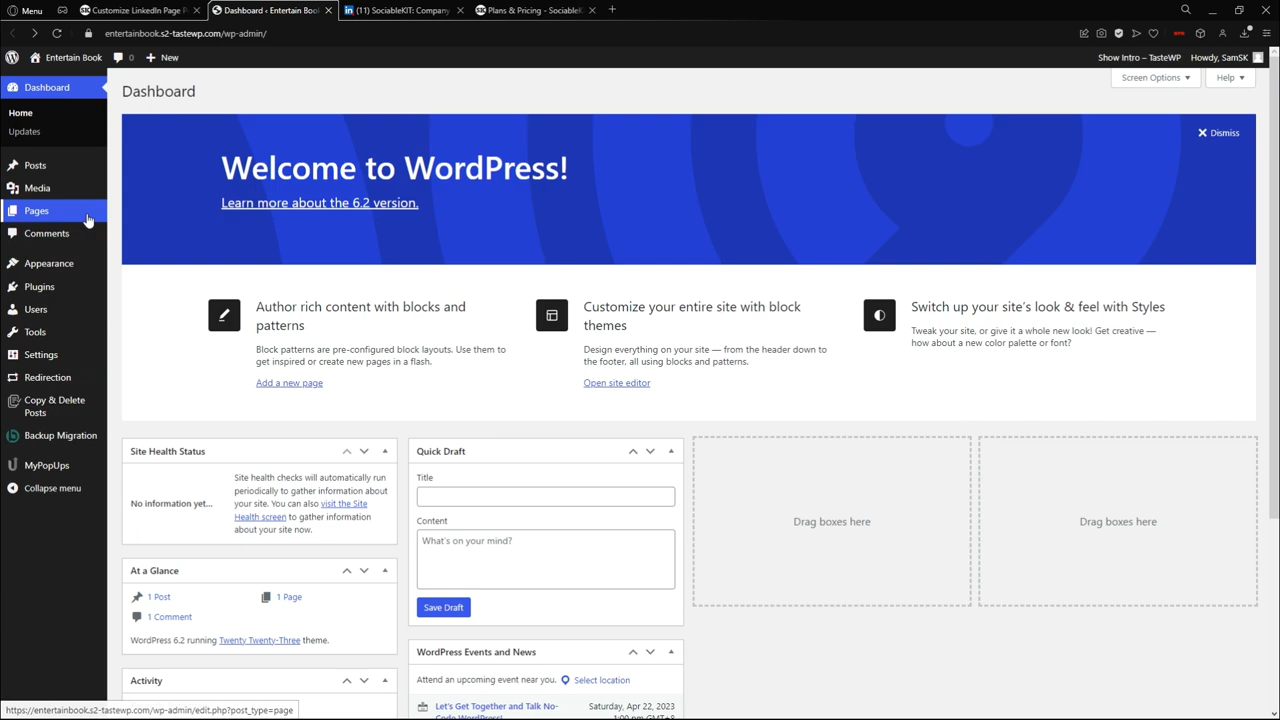 Menu
Customize LinkedIn Page P
Dashboard ‹ Entertain Book
(11) SociableKIT: Company
Plans & Pricing - SociableK
entertainbook.s2-tastewp.com/wp-admin/
Entertain Book
0
New
Show Intro – TasteWP
Howdy, SamSK
Dashboard
Home
Updates
Posts
Media
Pages
Comments
Appearance
Plugins
Users
Tools
Settings
Redirection
Copy & Delete
Posts
Backup Migration
MyPopUps
Collapse menu
Screen Options
Help
Dashboard
Dismiss
Welcome to WordPress!
Learn more about the 6.2 version.
Author rich content with blocks and
patterns
Block patterns are pre-configured block layouts. Use them to
get inspired or create new pages in a flash.
Add a new page
Customize your entire site with block
themes
Design everything on your site — from the header down to
the footer, all using blocks and patterns.
Open site editor
Switch up your site's look & feel with Styles
Tweak your site, or give it a whole new look! Get creative —
how about a new color palette or font?
Site Health Status
No information yet...
Site health checks will automatically run
periodically to gather information about
your site. You can also visit the Site
Health screen to gather information
about your site now.
At a Glance
1 Post
1 Page
1 Comment
WordPress 6.2 running Twenty Twenty-Three theme.
Activity
Quick Draft
Title
Content
What's on your mind?
Save Draft
WordPress Events and News
Attend an upcoming event near you.
Select location
Let's Get Together and Talk No-
Code WordPress!
Saturday, Apr 22, 2023
1:00 pm GMT+8
Drag boxes here
Drag boxes here
https://entertainbook.s2-tastewp.com/wp-admin/edit.php?post_type=page